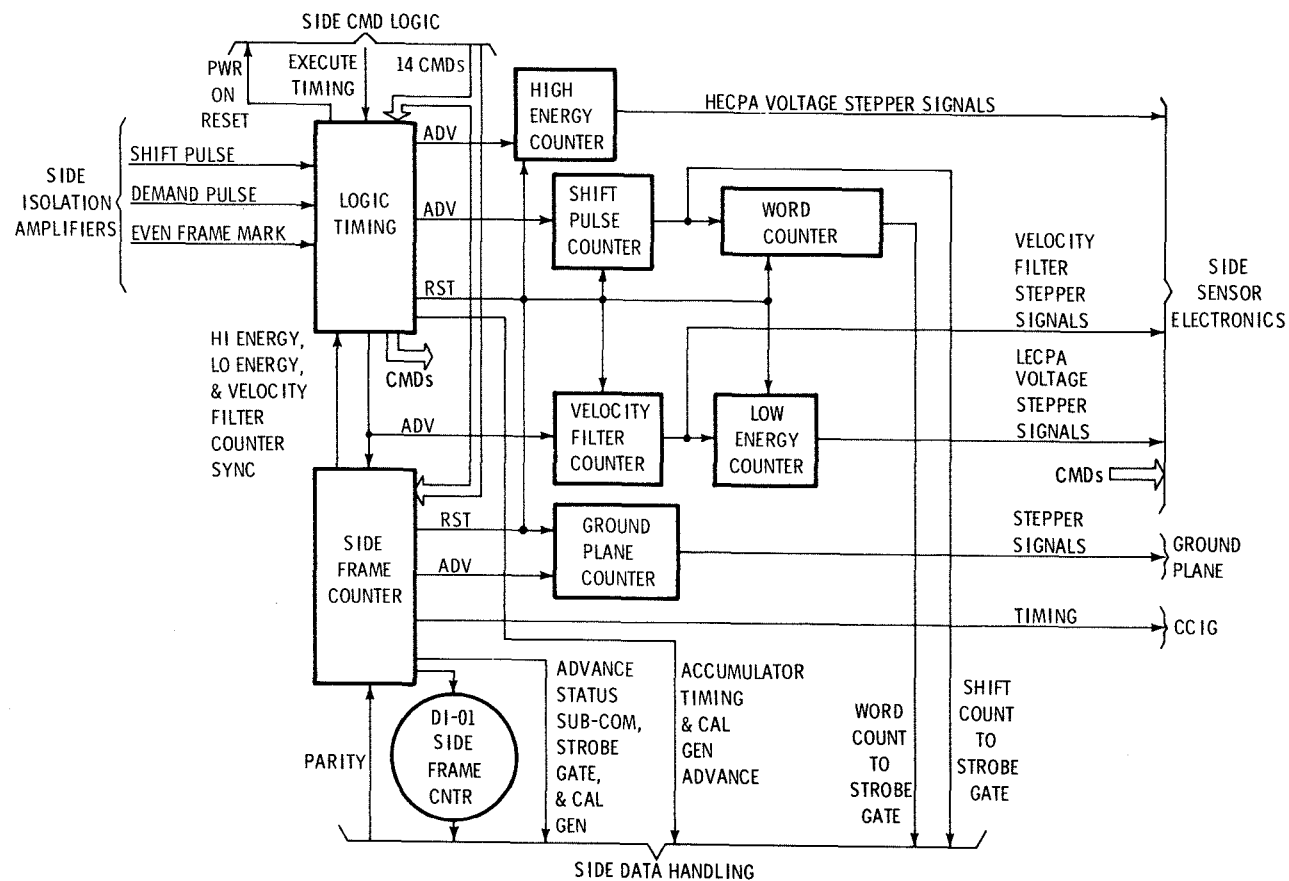 SIDE CMD LOGIC
PWR
ON
RESET
EXECUTE
TIMING
14 CMDs
SIDE
ISOLATION
AMPLIFIERS
SHIFT PULSE
DEMAND PULSE
EVEN FRAME MARK
LOGIC
TIMING
ADV
HIGH
ENERGY
COUNTER
HECPA VOLTAGE STEPPER SIGNALS
ADV
SHIFT
PULSE
COUNTER
WORD
COUNTER
RST
VELOCITY
FILTER
STEPPER
SIGNALS
SIDE
SENSOR
ELECTRONICS
HI ENERGY,
LO ENERGY,
& VELOCITY
FILTER
COUNTER
SYNC
CMDs
ADV
VELOCITY
FILTER
COUNTER
LOW
ENERGY
COUNTER
LECPA
VOLTAGE
STEPPER
SIGNALS
CMDs
SIDE
FRAME
COUNTER
RST
ADV
GROUND
PLANE
COUNTER
STEPPER
SIGNALS
GROUND
PLANE
TIMING
CCIG
PARITY
DI-01
SIDE
FRAME
CNTR
ADVANCE
STATUS
SUB-COM,
STROBE
GATE,
& CAL
GEN
ACCUMULATOR
TIMING
& CAL
GEN
ADVANCE
WORD
COUNT
TO
STROBE
GATE
SHIFT
COUNT
TO
STROBE
GATE
SIDE DATA HANDLING